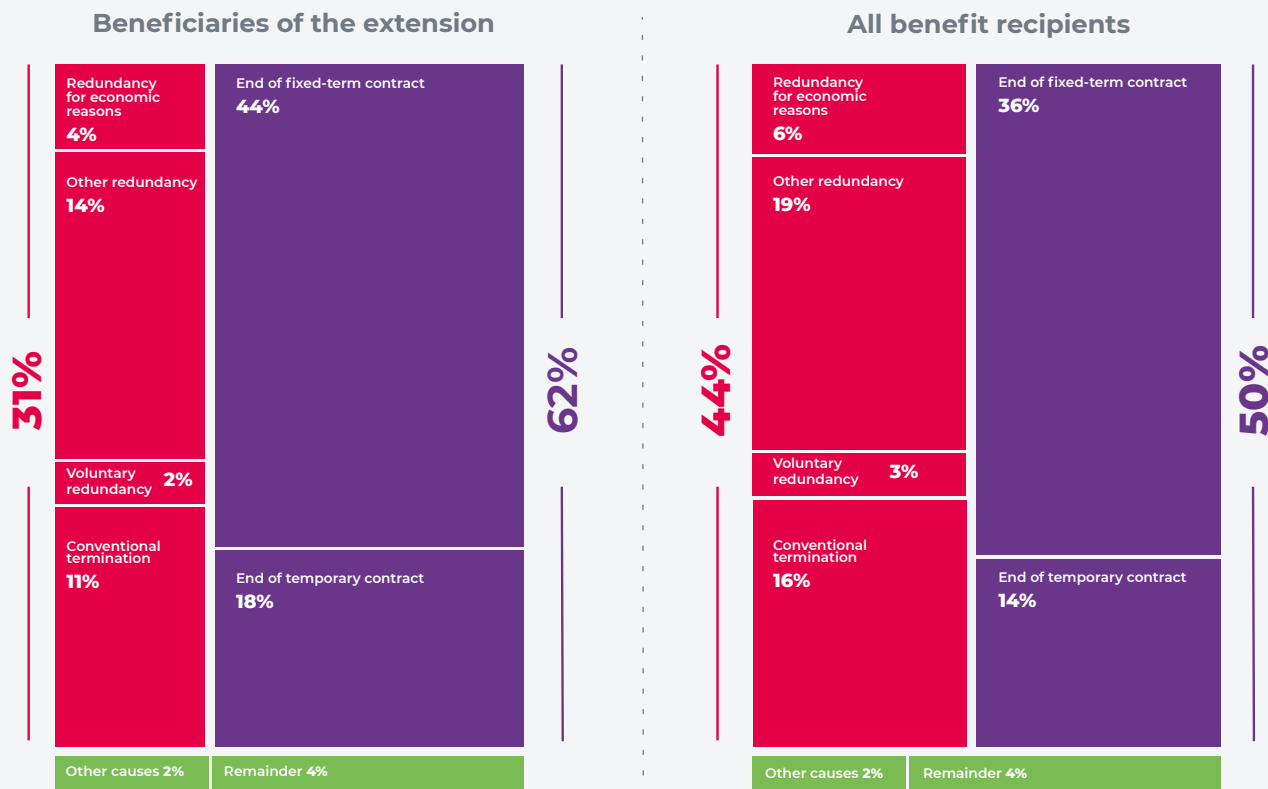 Beneficiaries of the extension
Redundancy
for economic
reasons
4%
Other redundancy
14%
Voluntary
redundancy
2%
Conventional
termination
11%
31%
End of fixed-term contract
44%
End of temporary contract
18%
62%
Other causes 2%
Remainder 4%
All benefit recipients
Redundancy
for economic
reasons
6%
Other redundancy
19%
Voluntary
redundancy
3%
Conventional
termination
16%
44%
End of fixed-term contract
36%
End of temporary contract
14%
50%
Other causes 2%
Remainder 4%